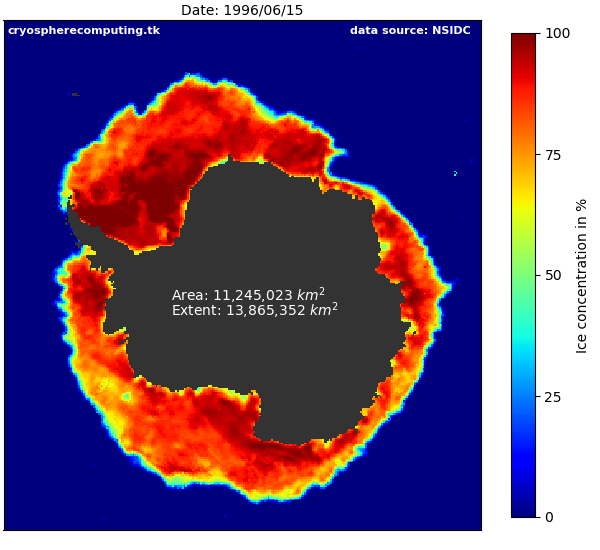 Date: 1996/06/15
cryospherecomputing.tk data source: NSIDC
Area: 11,245,023 km²
Extent: 13,865,352 km²
100
75
50
25
0
Ice concentration in %